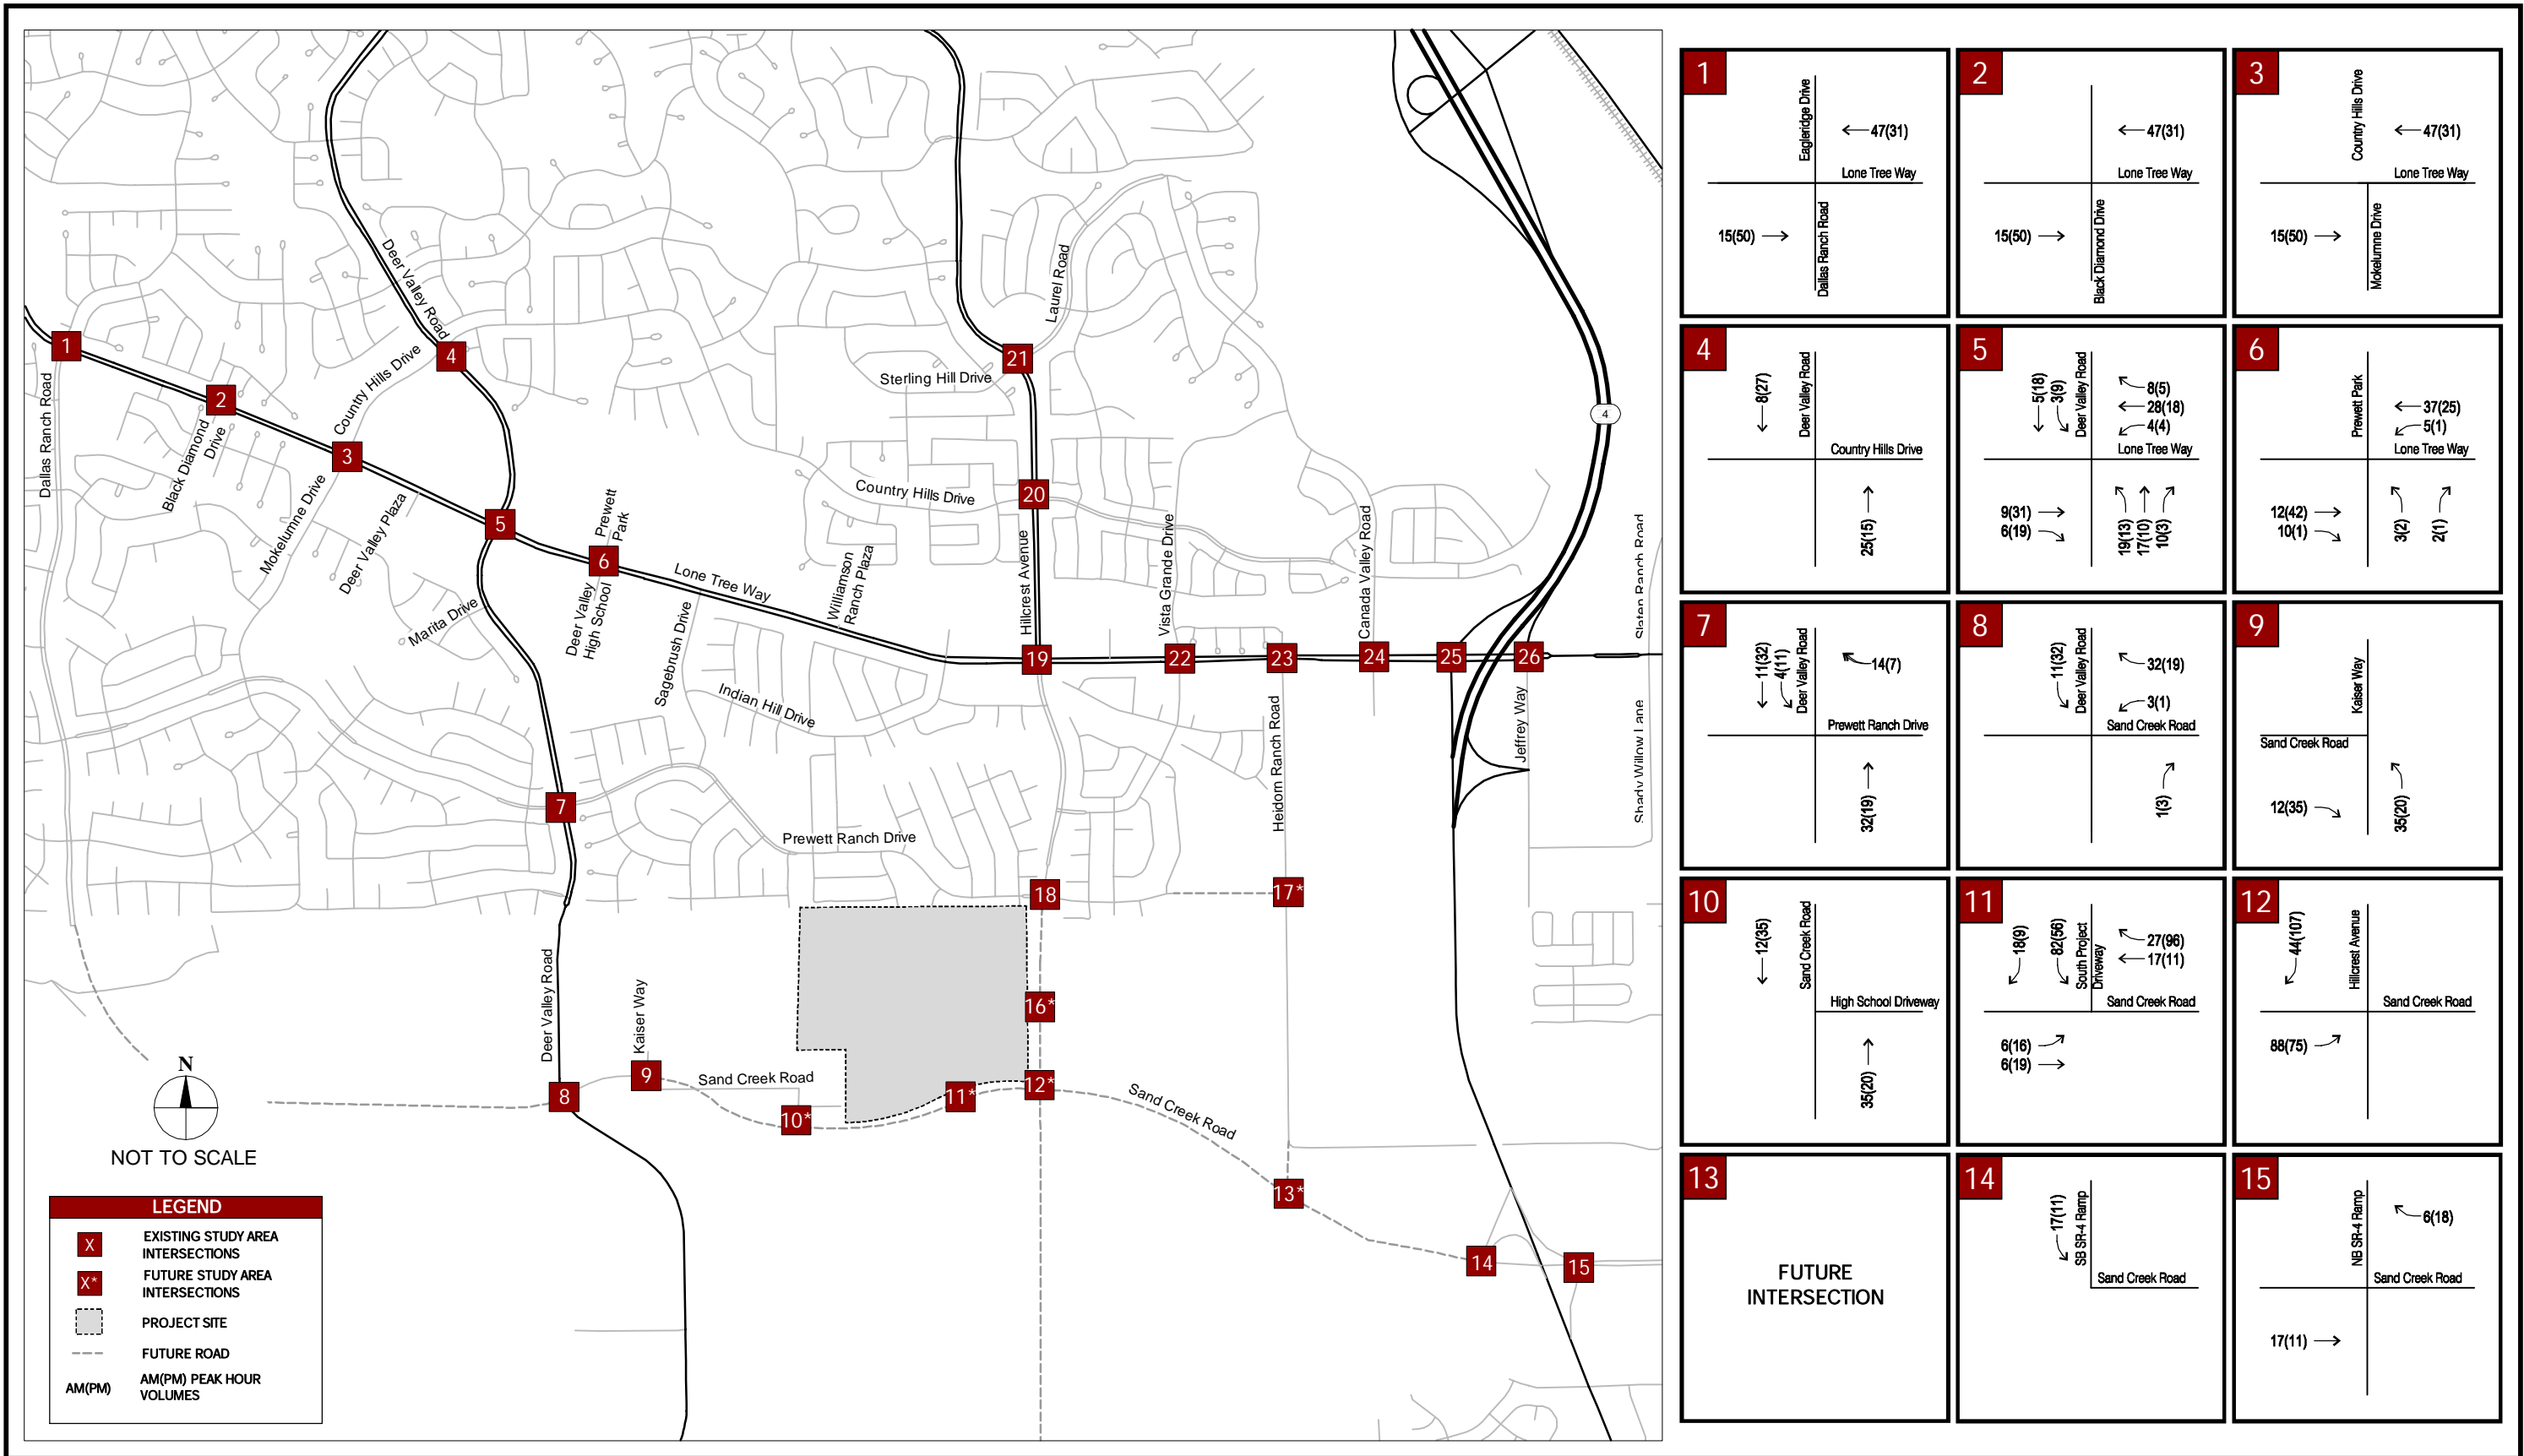 Deer Valley Road
Laurel Road
4
1
2
3
4
21
Sterling Hill Drive
Country Hills Drive
Dallas Ranch Road
Black Diamond
Drive
Mokelumne Drive
Deer Valley Plaza
5
Prewett
Park
6
Deer Valley
High School
Marita Drive
Country Hills Drive
20
Lone Tree Way
Williamson
Ranch Plaza
Hillcrest Avenue
Vista Grande Drive
Canada Valley Road
Slaten Ranch Road
Sagebrush Drive
Indian Hill Drive
19
22
23
24
25
26
Heidorn Ranch Road
Jeffrey Way
Shady Willow Lane
7
Prewett Ranch Drive
18
17*
Deer Valley Road
Kaiser Way
16*
8
9
Sand Creek Road
10*
11*
12*
Sand Creek Road
13*
14
15
N
NOT TO SCALE
LEGEND
X
EXISTING STUDY AREA
INTERSECTIONS
X*
FUTURE STUDY AREA
INTERSECTIONS
PROJECT SITE
FUTURE ROAD
AM(PM)
AM(PM) PEAK HOUR
VOLUMES
1
Eagleridge Drive
47(31)
Lone Tree Way
15(50)
Dallas Ranch Road
2
47(31)
Lone Tree Way
15(50)
Black Diamond Drive
3
Country Hills Drive
47(31)
Lone Tree Way
15(50)
Mokelumne Drive
4
8(27)
Deer Valley Road
Country Hills Drive
25(15)
5
5(18)
3(9)
Deer Valley Road
8(5)
28(18)
4(4)
Lone Tree Way
9(31)
6(19)
19(13)
17(10)
10(3)
6
Prewett Park
37(25)
5(1)
Lone Tree Way
12(42)
10(1)
3(2)
2(1)
7
11(32)
4(11)
Deer Valley Road
14(7)
Prewett Ranch Drive
32(19)
8
11(32)
Deer Valley Road
32(19)
3(1)
Sand Creek Road
1(3)
9
Kaiser Way
Sand Creek Road
12(35)
35(20)
10
12(35)
Sand Creek Road
High School Driveway
35(20)
11
18(9)
82(56)
South Project
Driveway
27(96)
17(11)
Sand Creek Road
6(16)
6(19)
12
44(107)
Hillcrest Avenue
Sand Creek Road
88(75)
13
FUTURE
INTERSECTION
14
17(11)
SB SR-4 Ramp
Sand Creek Road
15
NB SR-4 Ramp
6(18)
Sand Creek Road
17(11)